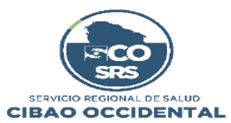 CO
SRS
SERVICIO REGIONAL DE SALUD
CIBAO OCCIDENTAL